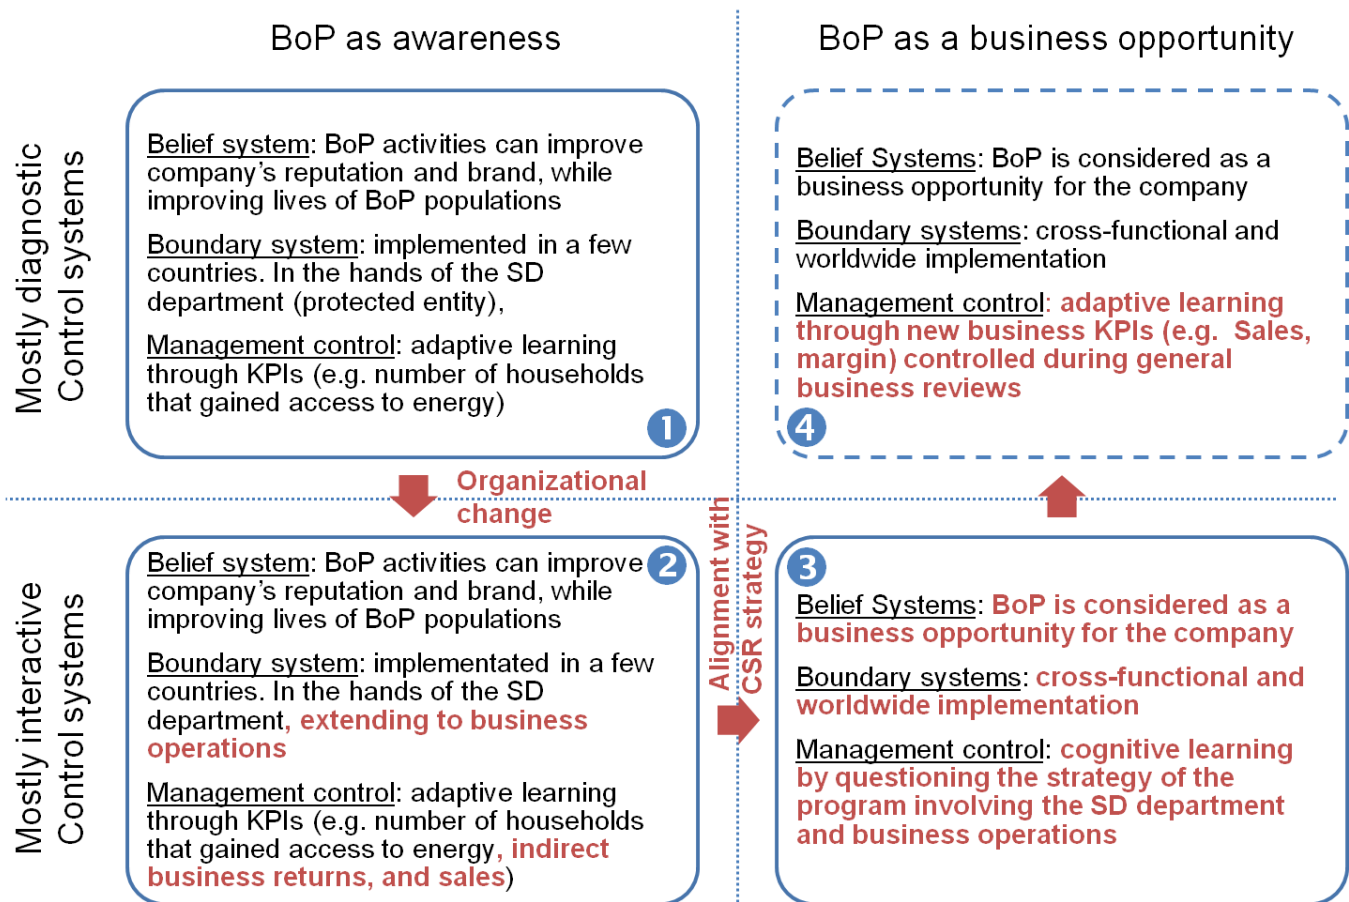 BoP as awareness
BoP as a business opportunity
Mostly diagnostic
Control systems
Belief system: BoP activities can improve
company's reputation and brand, while
improving lives of BoP populations
Boundary system: implemented in a few
countries. In the hands of the SD
department (protected entity),
Management control: adaptive learning
through KPIs (e.g. number of households
that gained access to energy)
1
Belief Systems: BoP is considered as a
business opportunity for the company
Boundary systems: cross-functional and
worldwide implementation
Management control: adaptive learning
through new business KPIs (e.g. Sales,
margin) controlled during general
business reviews
4
Organizational
change
Mostly interactive
Control systems
Belief system: BoP activities can improve
company's reputation and brand, while
improving lives of BoP populations
2
Boundary system: implementated in a few
countries. In the hands of the SD
department, extending to business
operations
Management control: adaptive learning
through KPIs (e.g. number of households
that gained access to energy, indirect
business returns, and sales)
Alignment with
CSR strategy
3
Belief Systems: BoP is considered as a
business opportunity for the company
Boundary systems: cross-functional and
worldwide implementation
Management control: cognitive learning
by questioning the strategy of the
program involving the SD department
and business operations